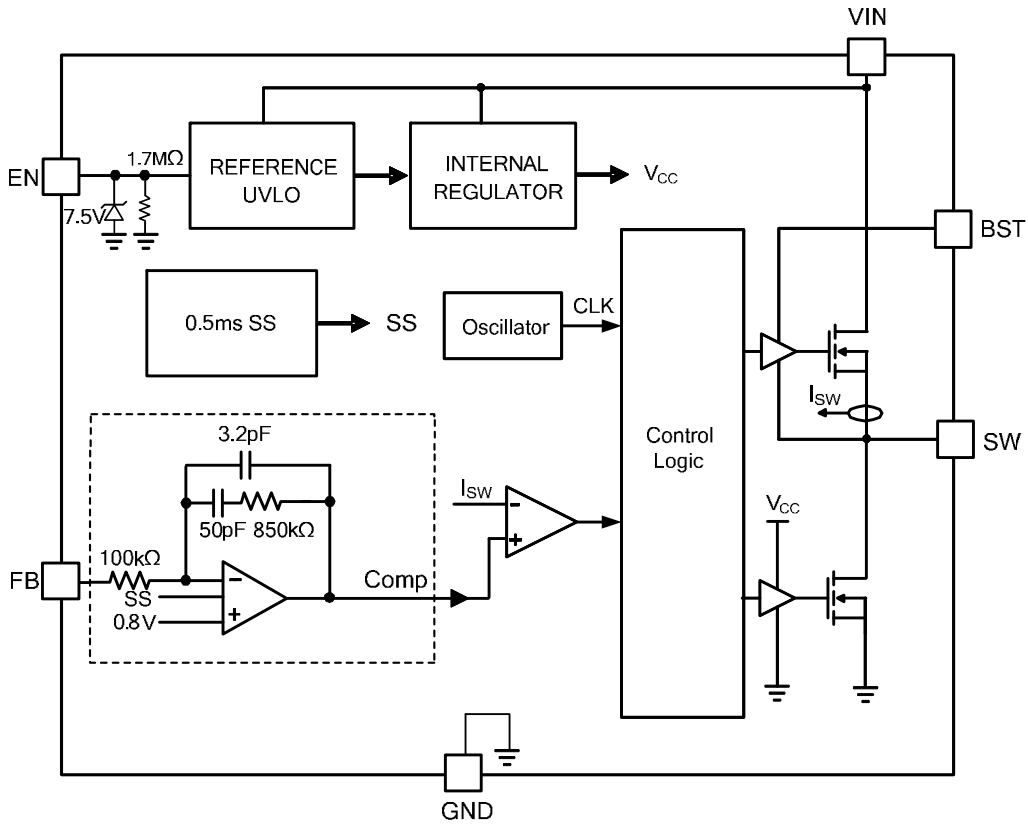 VIN
EN
1.7MΩ
7.5V
REFERENCE
UVLO
INTERNAL
REGULATOR
VCC
BST
0.5ms SS
SS
Oscillator
CLK
Control
Logic
ISW
SW
3.2pF
50pF 850kΩ
ISW
-
+
VCC
FB
100kΩ
SS
0.8V
-
+
Comp
GND